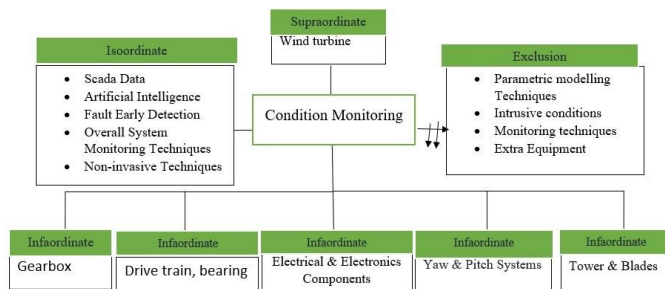 Supraordinate
Wind turbine
Isoordinate
Scada Data
Artificial Intelligence
Fault Early Detection
Overall System
Monitoring Techniques
Non-invasive Techniques
Condition Monitoring
Exclusion
Parametric modelling
Techniques
Intrusive conditions
Monitoring techniques
Extra Equipment
Infaordinate
Gearbox
Infaordinate
Drive train, bearing
Infaordinate
Electrical & Electronics
Components
Infaordinate
Yaw & Pitch Systems
Infaordinate
Tower & Blades